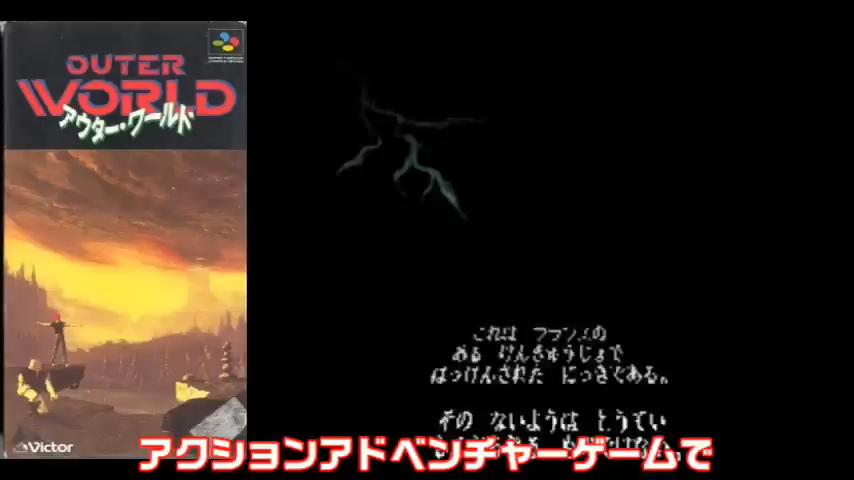 OUTER
WORLD
アウター・ワールド
Victor
これは フランスの
ある けんきゅうじょで
はっけんされた にっきである。
その ないようは とうてい
アクションアドベンチャーゲームで